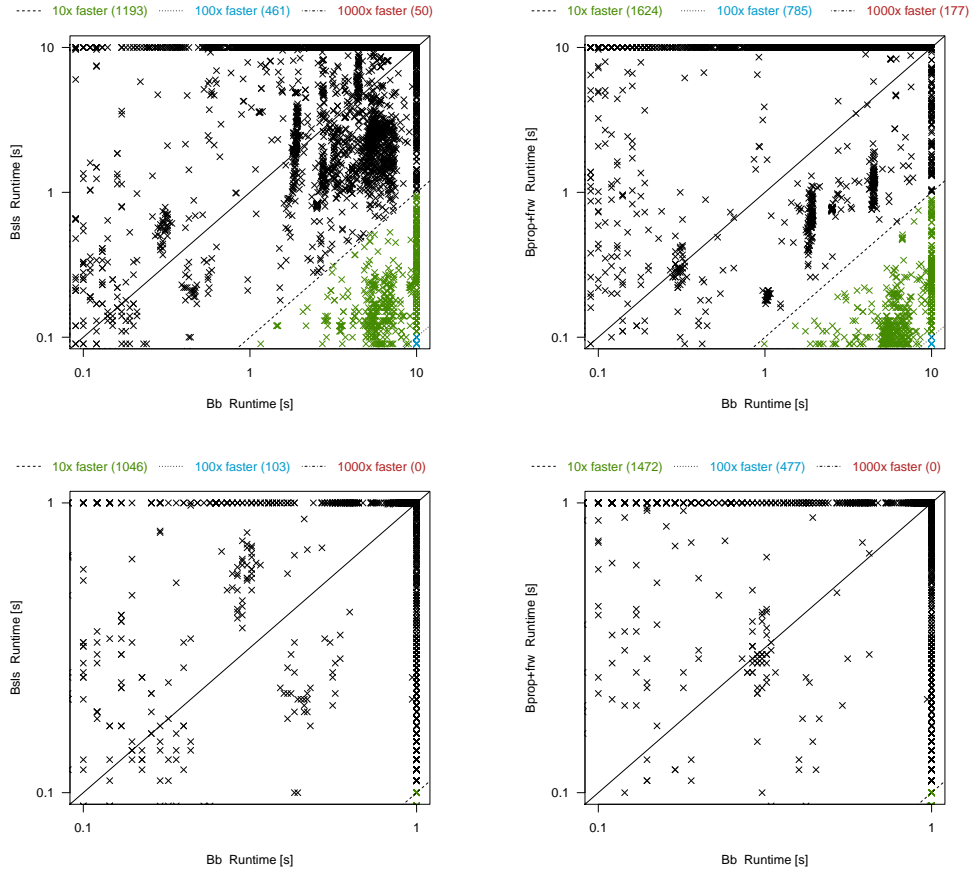 10x faster (1193) 100x faster (461) 1000x faster (50)
10
1
0.1
Bsls Runtime [s]
0.1 1 10
Bb Runtime [s]
10x faster (1624) 100x faster (785) 1000x faster (177)
10
1
0.1
Bprop+frw Runtime [s]
0.1 1 10
Bb Runtime [s]
10x faster (1046) 100x faster (103) 1000x faster (0)
1
0.1
Bsls Runtime [s]
0.1 1
Bb Runtime [s]
10x faster (1472) 100x faster (477) 1000x faster (0)
1
0.1
Bprop+frw Runtime [s]
0.1 1
Bb Runtime [s]